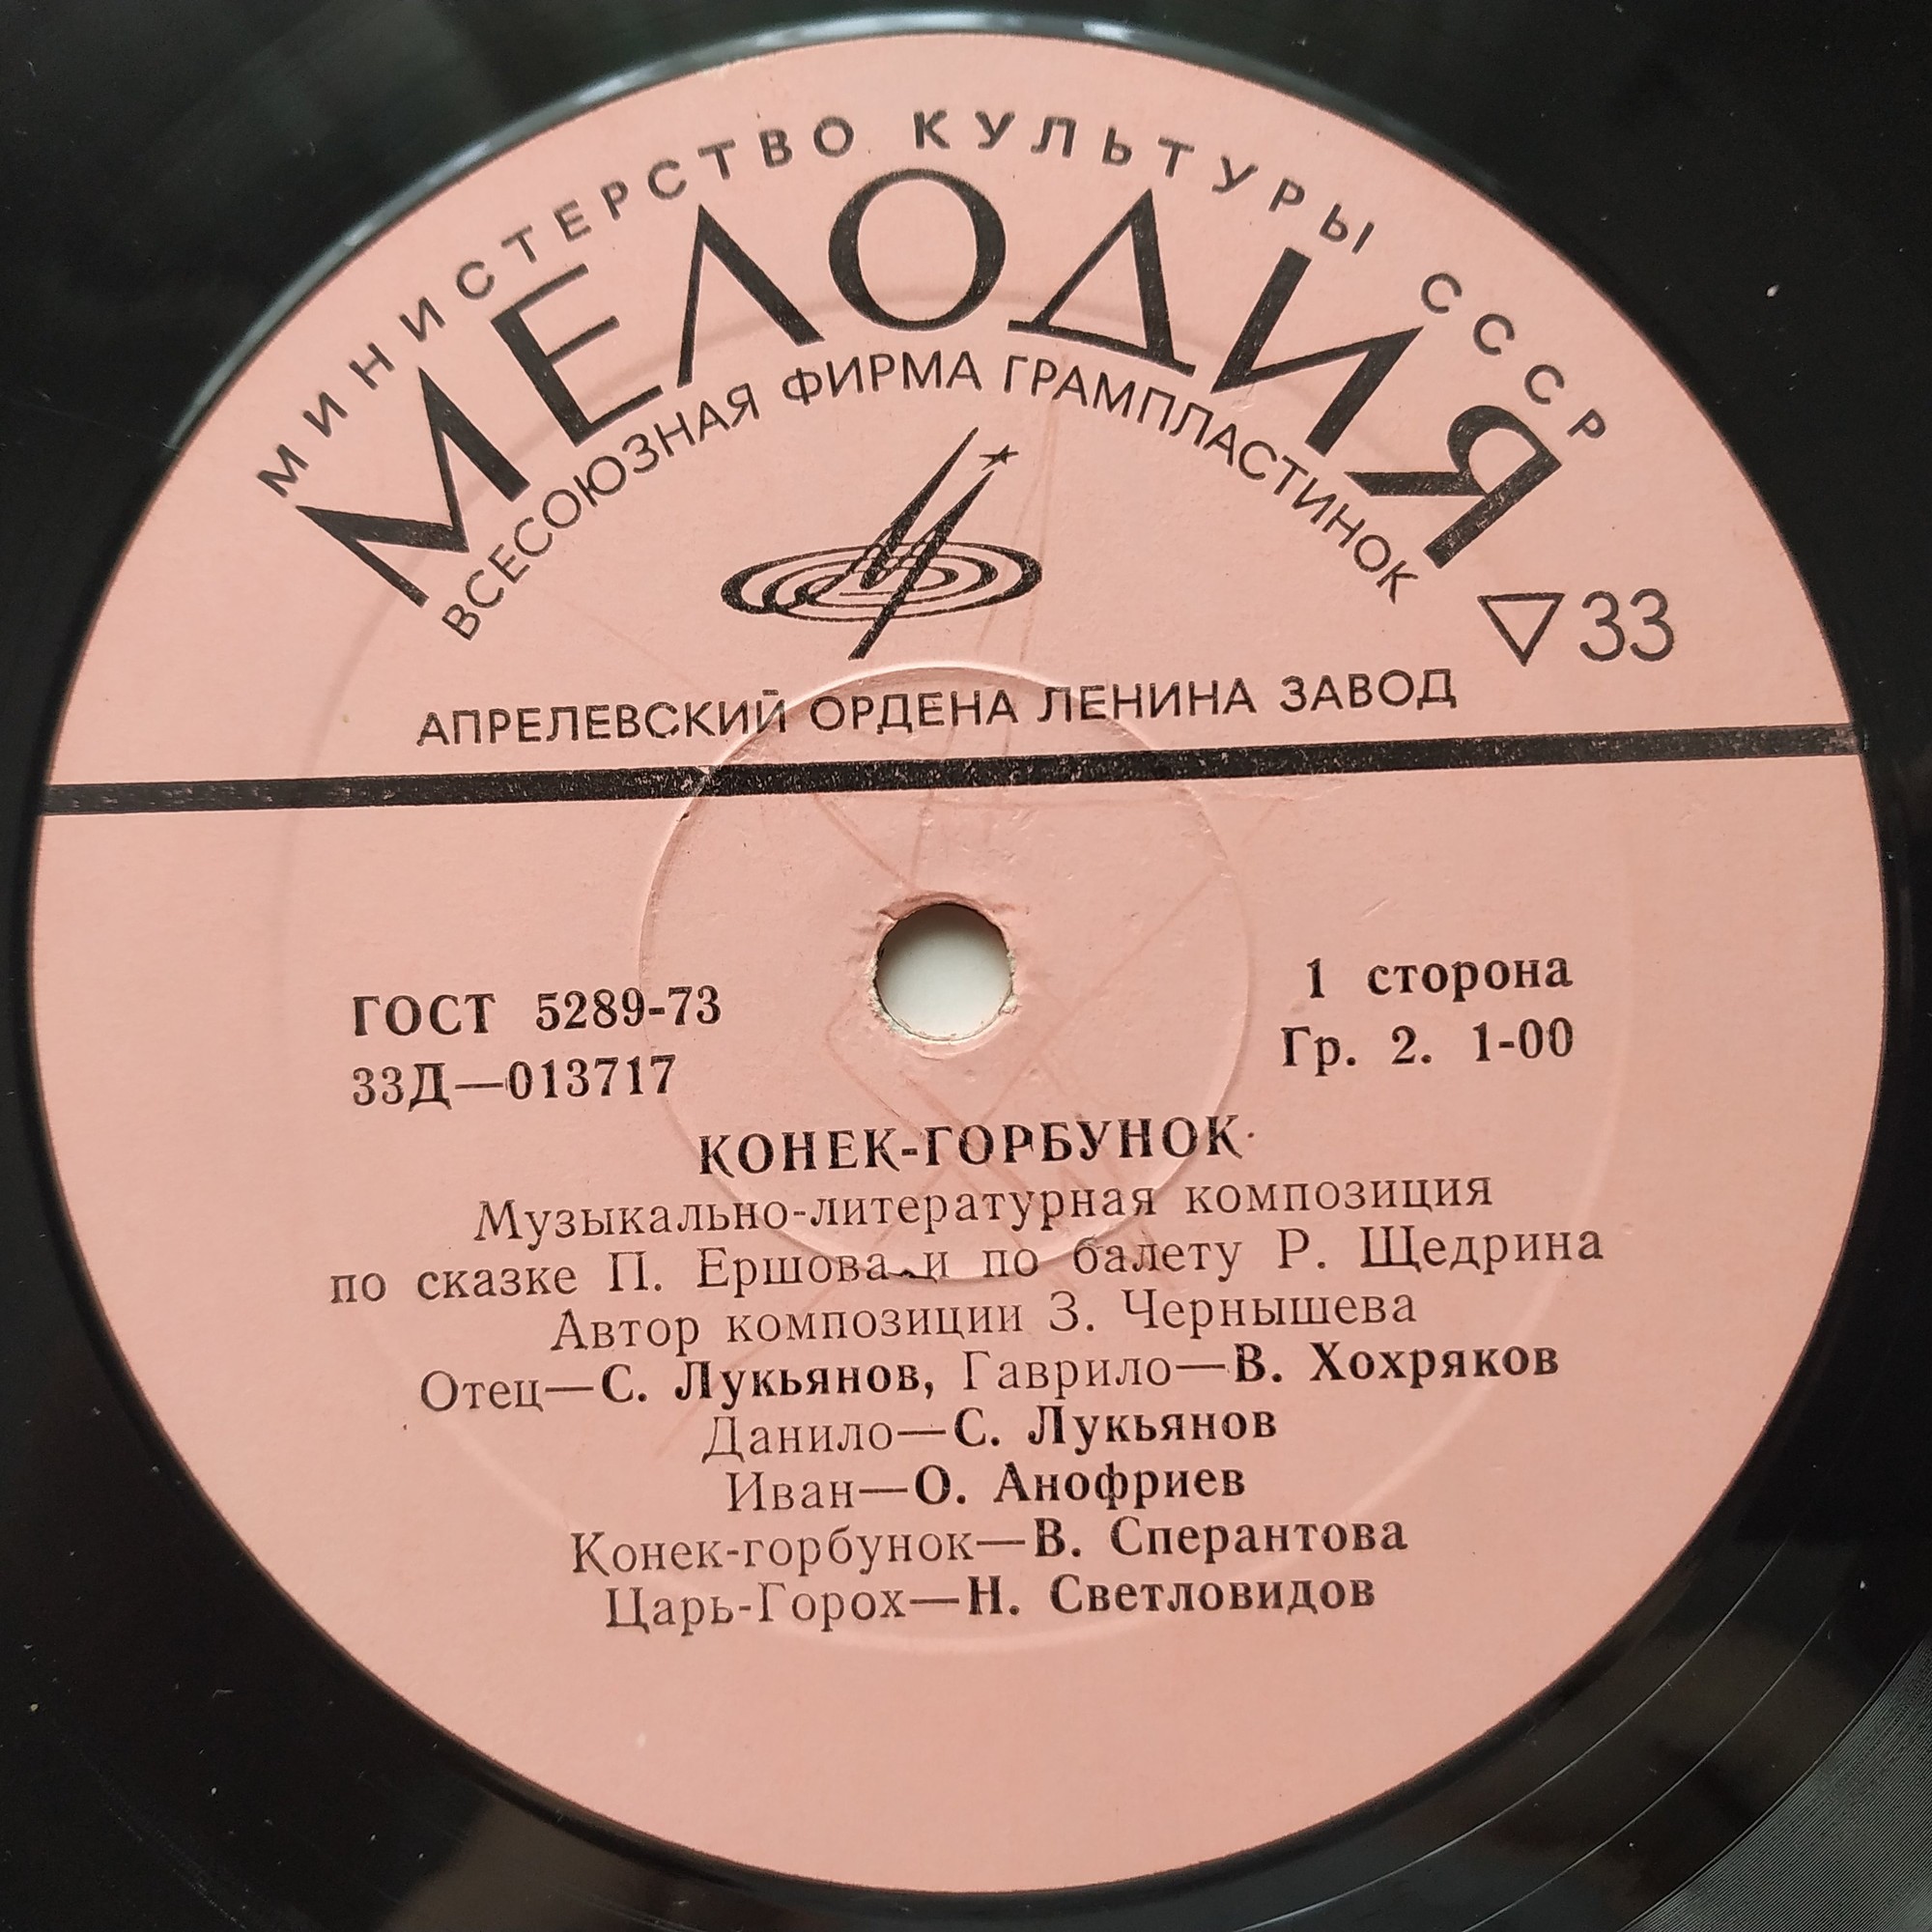 МИНИСТЕРСТВО КУЛЬТУРЫ СССР
МЕЛОДИЯ
ВСЕСОЮЗНАЯ ФИРМА ГРАМПЛАСТИНОК
33
АПРЕЛЕВСКИЙ ОРДЕНА ЛЕНИНА ЗАВОД
ГОСТ 5289-73
33Д—013717
1 сторона
Гр. 2. 1-00
КОНЕК-ГОРБУНОК
Музыкально-литературная композиция
по сказке П. Ершова и по балету Р. Щедрина
Автор композиции З. Чернышева
Отец—С. Лукьянов, Гаврило—В. Хохряков
Данило—С. Лукьянов
Иван—О. Анофриев
Конек-горбунок—В. Сперантова
Царь-Горох—Н. Светловидов